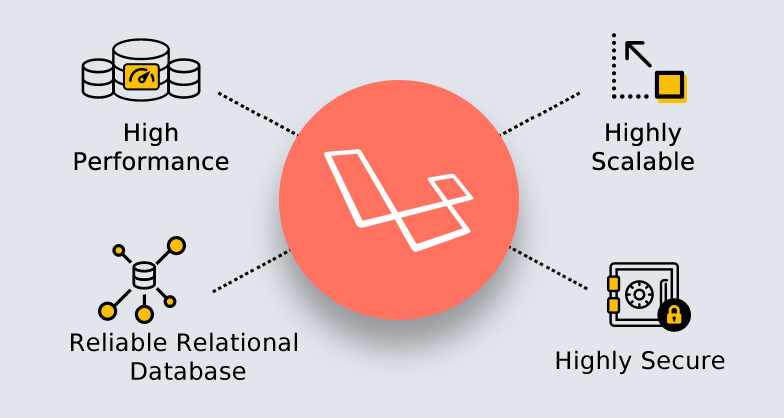 High
Performance
Highly
Scalable
Reliable Relational
Database
Highly Secure